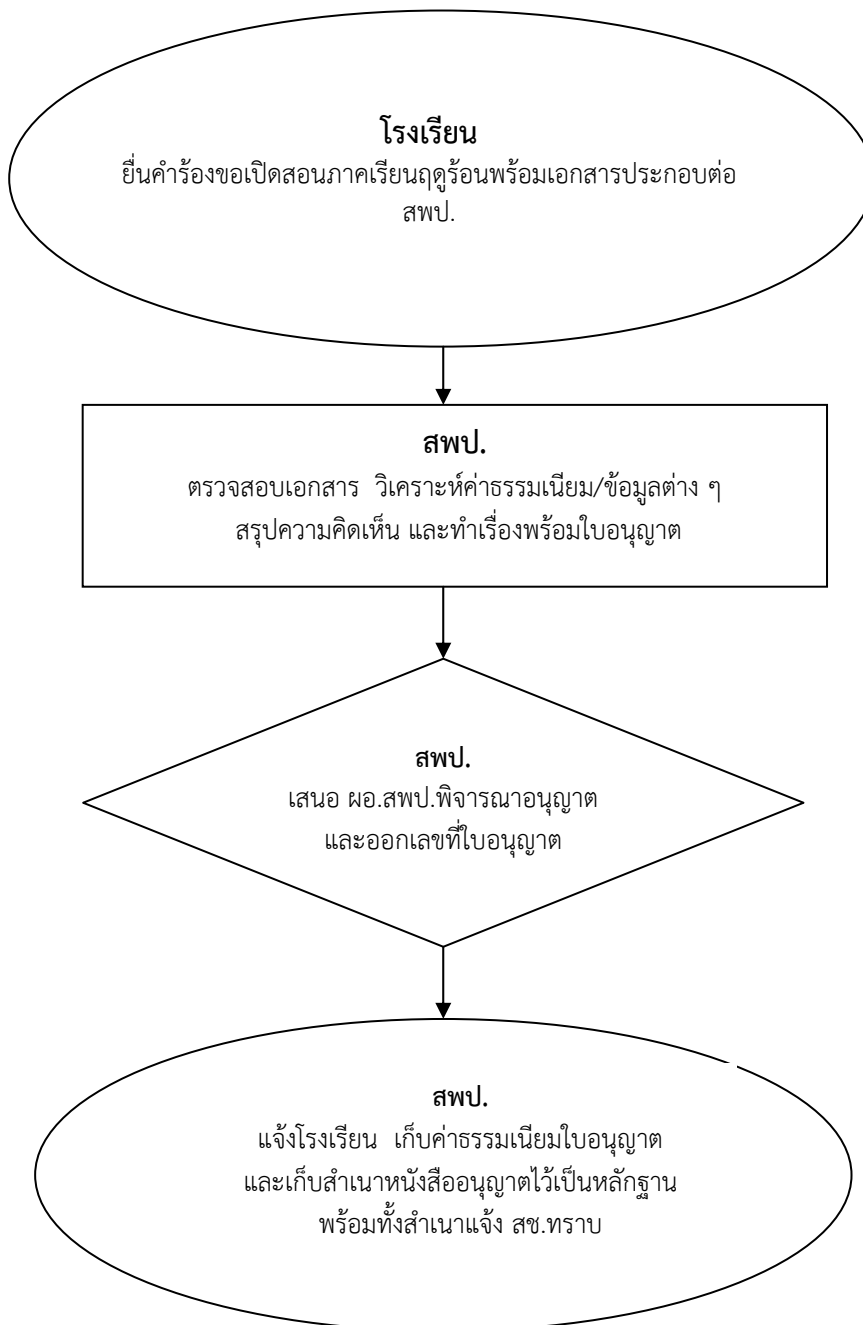 โรงเรียน
ยื่นคำร้องขอเปิดสอนภาคเรียนฤดูร้อนพร้อมเอกสารประกอบต่อ
สพป.
สพป.
ตรวจสอบเอกสาร วิเคราะห์ค่าธรรมเนียม/ข้อมูลต่าง ๆ
สรุปความคิดเห็น และทำเรื่องพร้อมใบอนุญาต
สพป.
เสนอ ผอ.สพป.พิจารณาอนุญาต
และออกเลขที่ใบอนุญาต
สพป.
แจ้งโรงเรียน เก็บค่าธรรมเนียมใบอนุญาต
และเก็บสำเนาหนังสืออนุญาตไว้เป็นหลักฐาน
พร้อมทั้งสำเนาแจ้ง สช.ทราบ